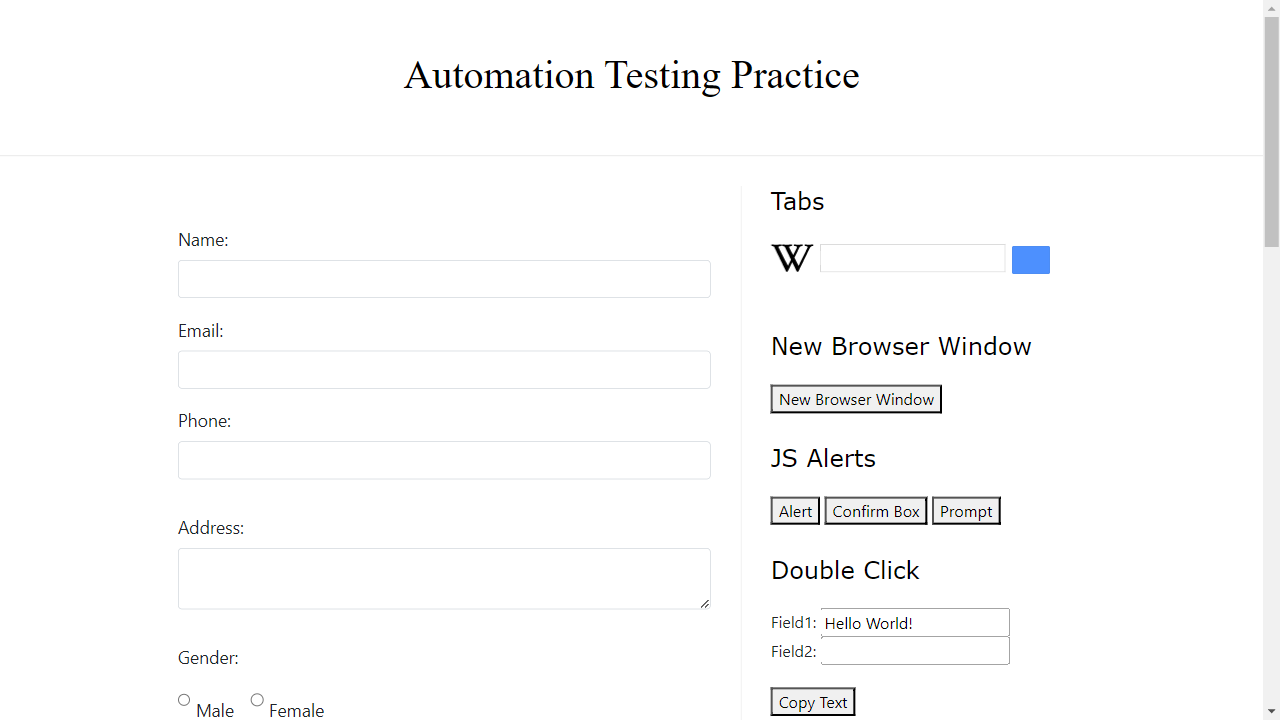 Automation Testing Practice
Name:
Email:
Phone:
Address:
Gender:
Male Female
Tabs
W
New Browser Window
New Browser Window
JS Alerts
Alert Confirm Box Prompt
Double Click
Field1: Hello World!
Field2:
Copy Text